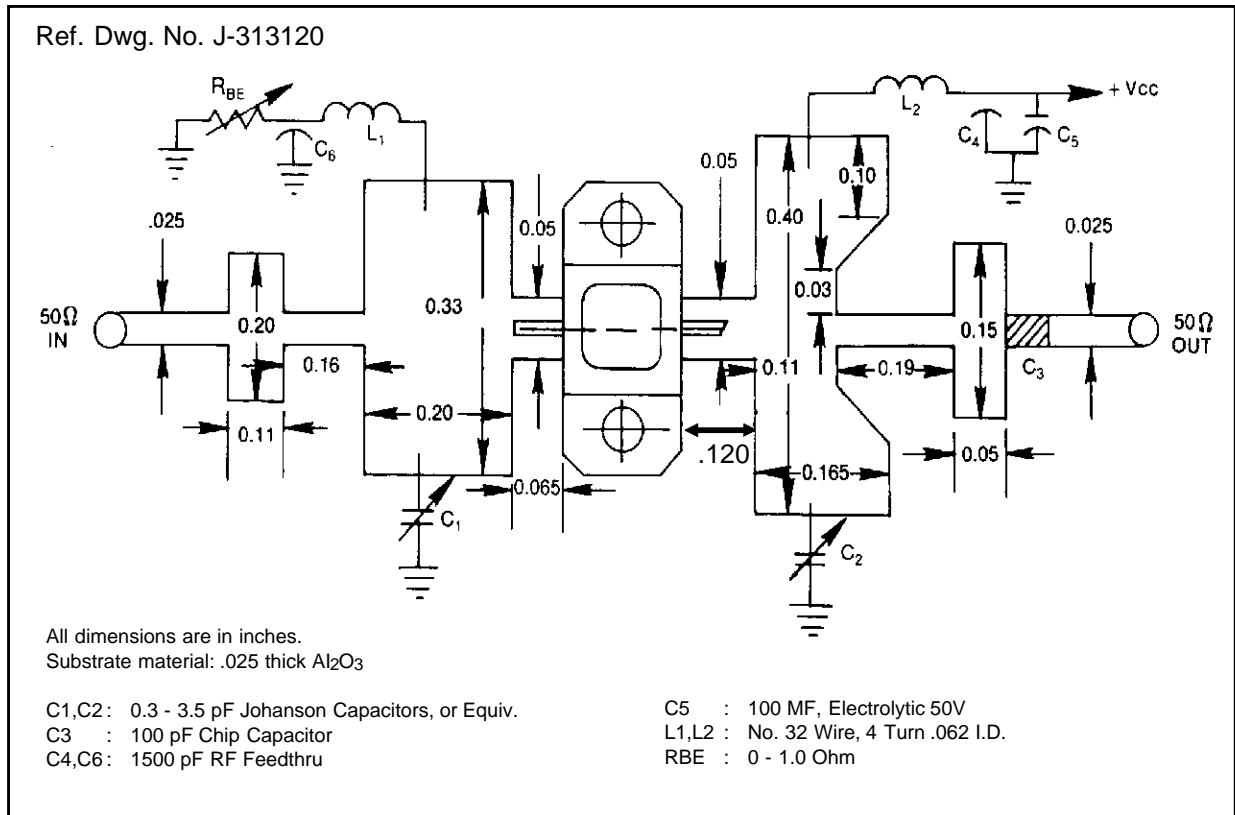 Ref. Dwg. No. J-313120
RBE
L1
C6
L2
+ Vcc
C4
C5
0.05
0.10
.025
0.05
0.40
0.025
0.03
0.33
50Ω
IN
0.20
0.15
50Ω
OUT
0.16
0.11
0.19
C3
0.20
0.11
.120
0.05
0.165
0.065
C1
C2
All dimensions are in inches.
Substrate material: .025 thick Al2O3
C1,C2 : 0.3 - 3.5 pF Johanson Capacitors, or Equiv.
C3 : 100 pF Chip Capacitor
C4,C6 : 1500 pF RF Feedthru
C5 : 100 MF, Electrolytic 50V
L1,L2 : No. 32 Wire, 4 Turn .062 I.D.
RBE : 0 - 1.0 Ohm